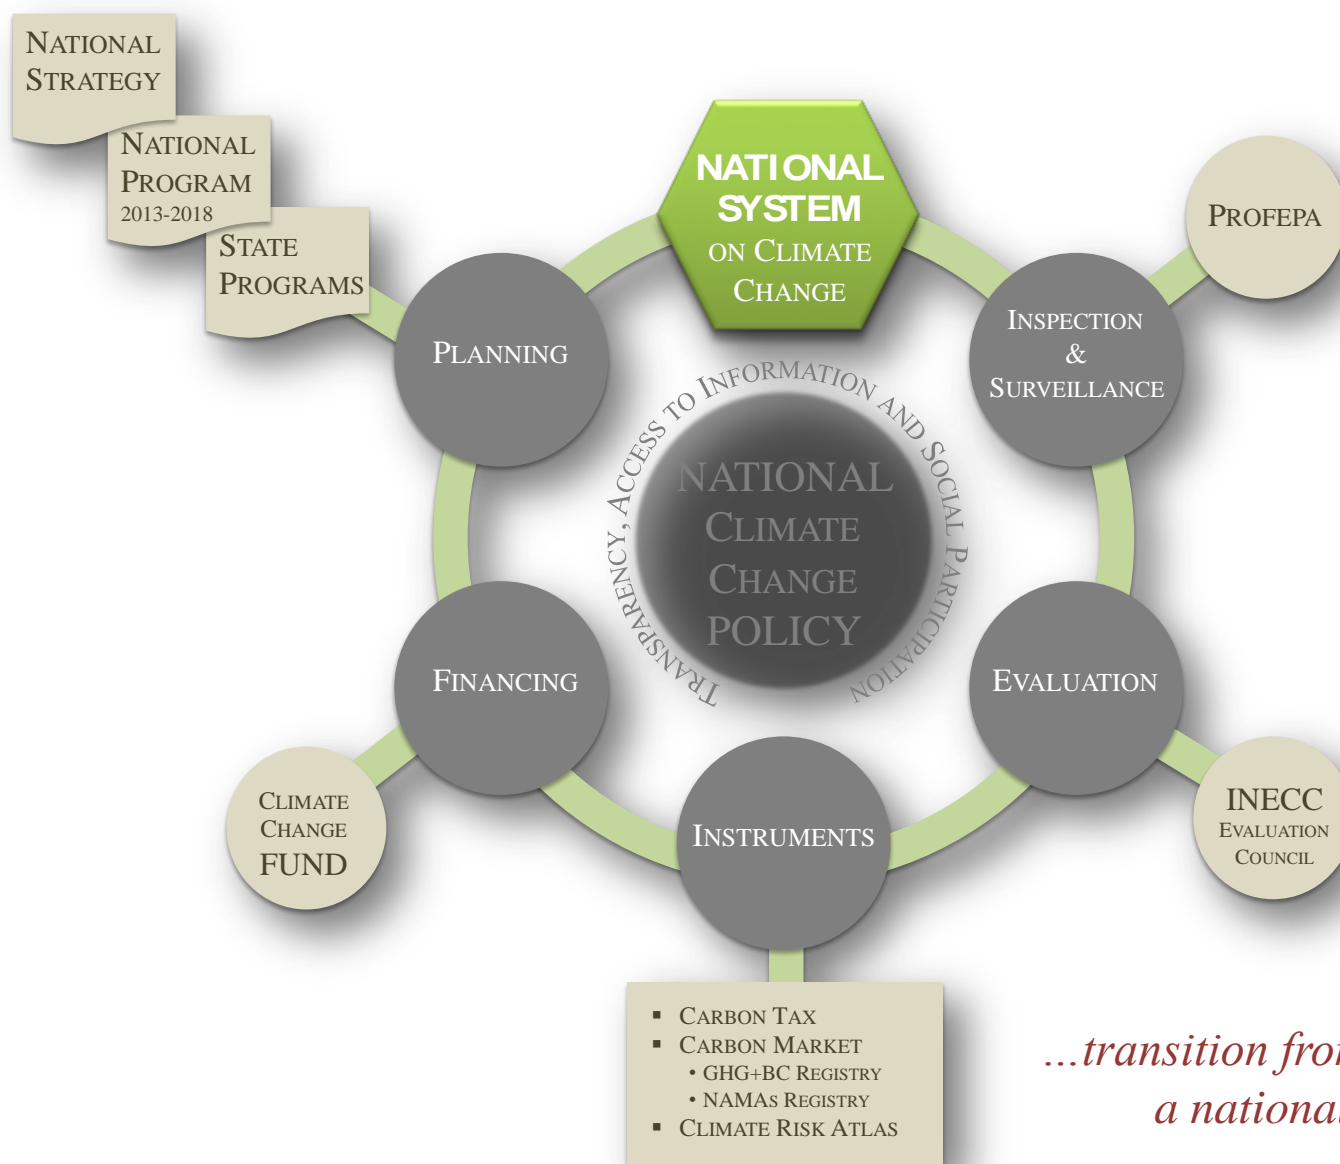 NATIONAL
STRATEGY
NATIONAL
PROGRAM
2013-2018
STATE
PROGRAMS
NATIONAL
SYSTEM
ON CLIMATE
CHANGE
PROFEPA
PLANNING
INSPECTION
&
SURVEILLANCE
TRANSPARENCY, ACCESS TO INFORMATION AND SOCIAL PARTICIPATION
NATIONAL
CLIMATE
CHANGE
POLICY
FINANCING
EVALUATION
CLIMATE
CHANGE
FUND
INSTRUMENTS
INECC
EVALUATION
COUNCIL
▪ CARBON TAX
▪ CARBON MARKET
• GHG+BC REGISTRY
• NAMAS REGISTRY
▪ CLIMATE RISK ATLAS
...transition from
a national